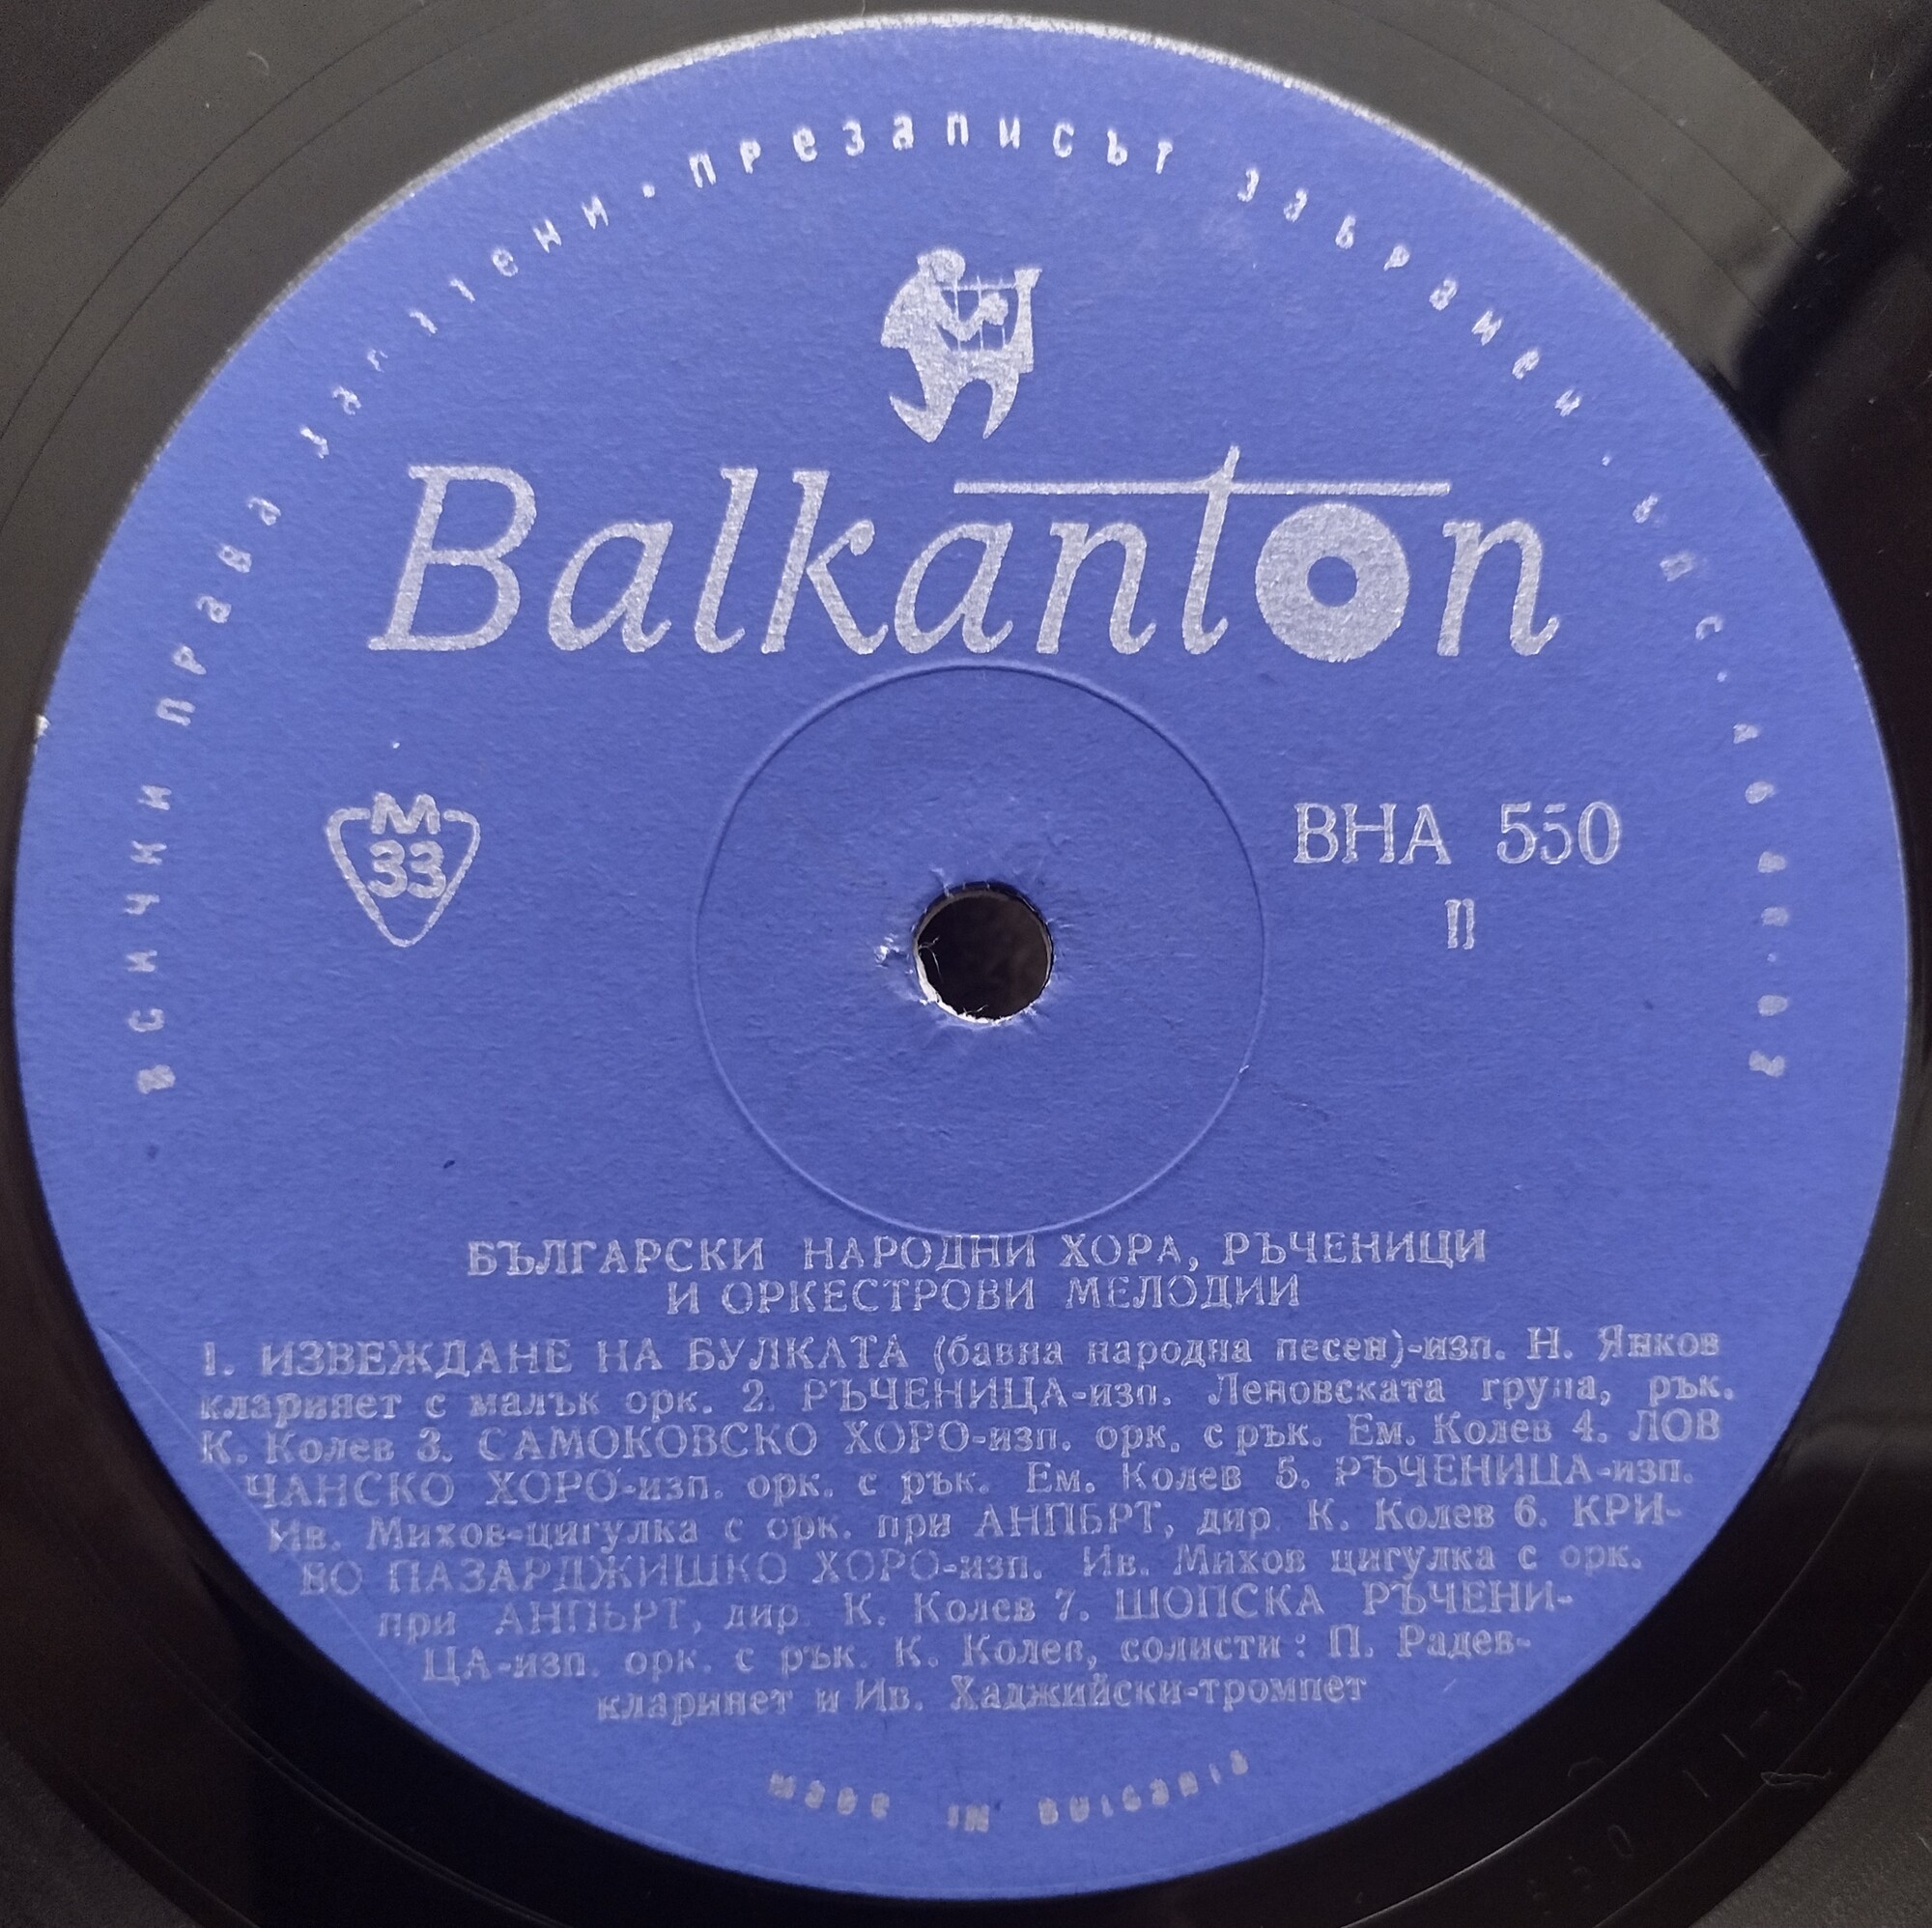 всички права запазени · презаписът забранен ·
Balkanton
М
33
ВНА 550
II
БЪЛГАРСКИ НАРОДНИ ХОРА, РЪЧЕНИЦИ
И ОРКЕСТРОВИ МЕЛОДИИ
1. ИЗВЕЖДАНЕ НА БУЛКАТА (бавна народна песен)-изп. Н. Янков
кларинет с малък орк. 2. РЪЧЕНИЦА-изп. Леновската група, рък.
К. Колев 3. САМОКОВСКО ХОРО-изп. орк. с рък. Ем. Колев 4. ЛОВ
ЧАНСКО ХОРО-изп. орк. с рък. Ем. Колев 5. РЪЧЕНИЦА-изп.
Ив. Михов-цигулка с орк. при АНПБРТ, дир. К. Колев 6. КРИ-
ВО ПАЗАРДЖИШКО ХОРО-изп. Ив. Михов цигулка с орк.
при АНПБРТ, дир. К. Колев 7. ШОПСКА РЪЧЕНИ-
ЦА-изп. орк. с рък. К. Колев, солисти: П. Радев-
кларинет и Ив. Хаджийски-тромпет
MADE IN BULGARIA